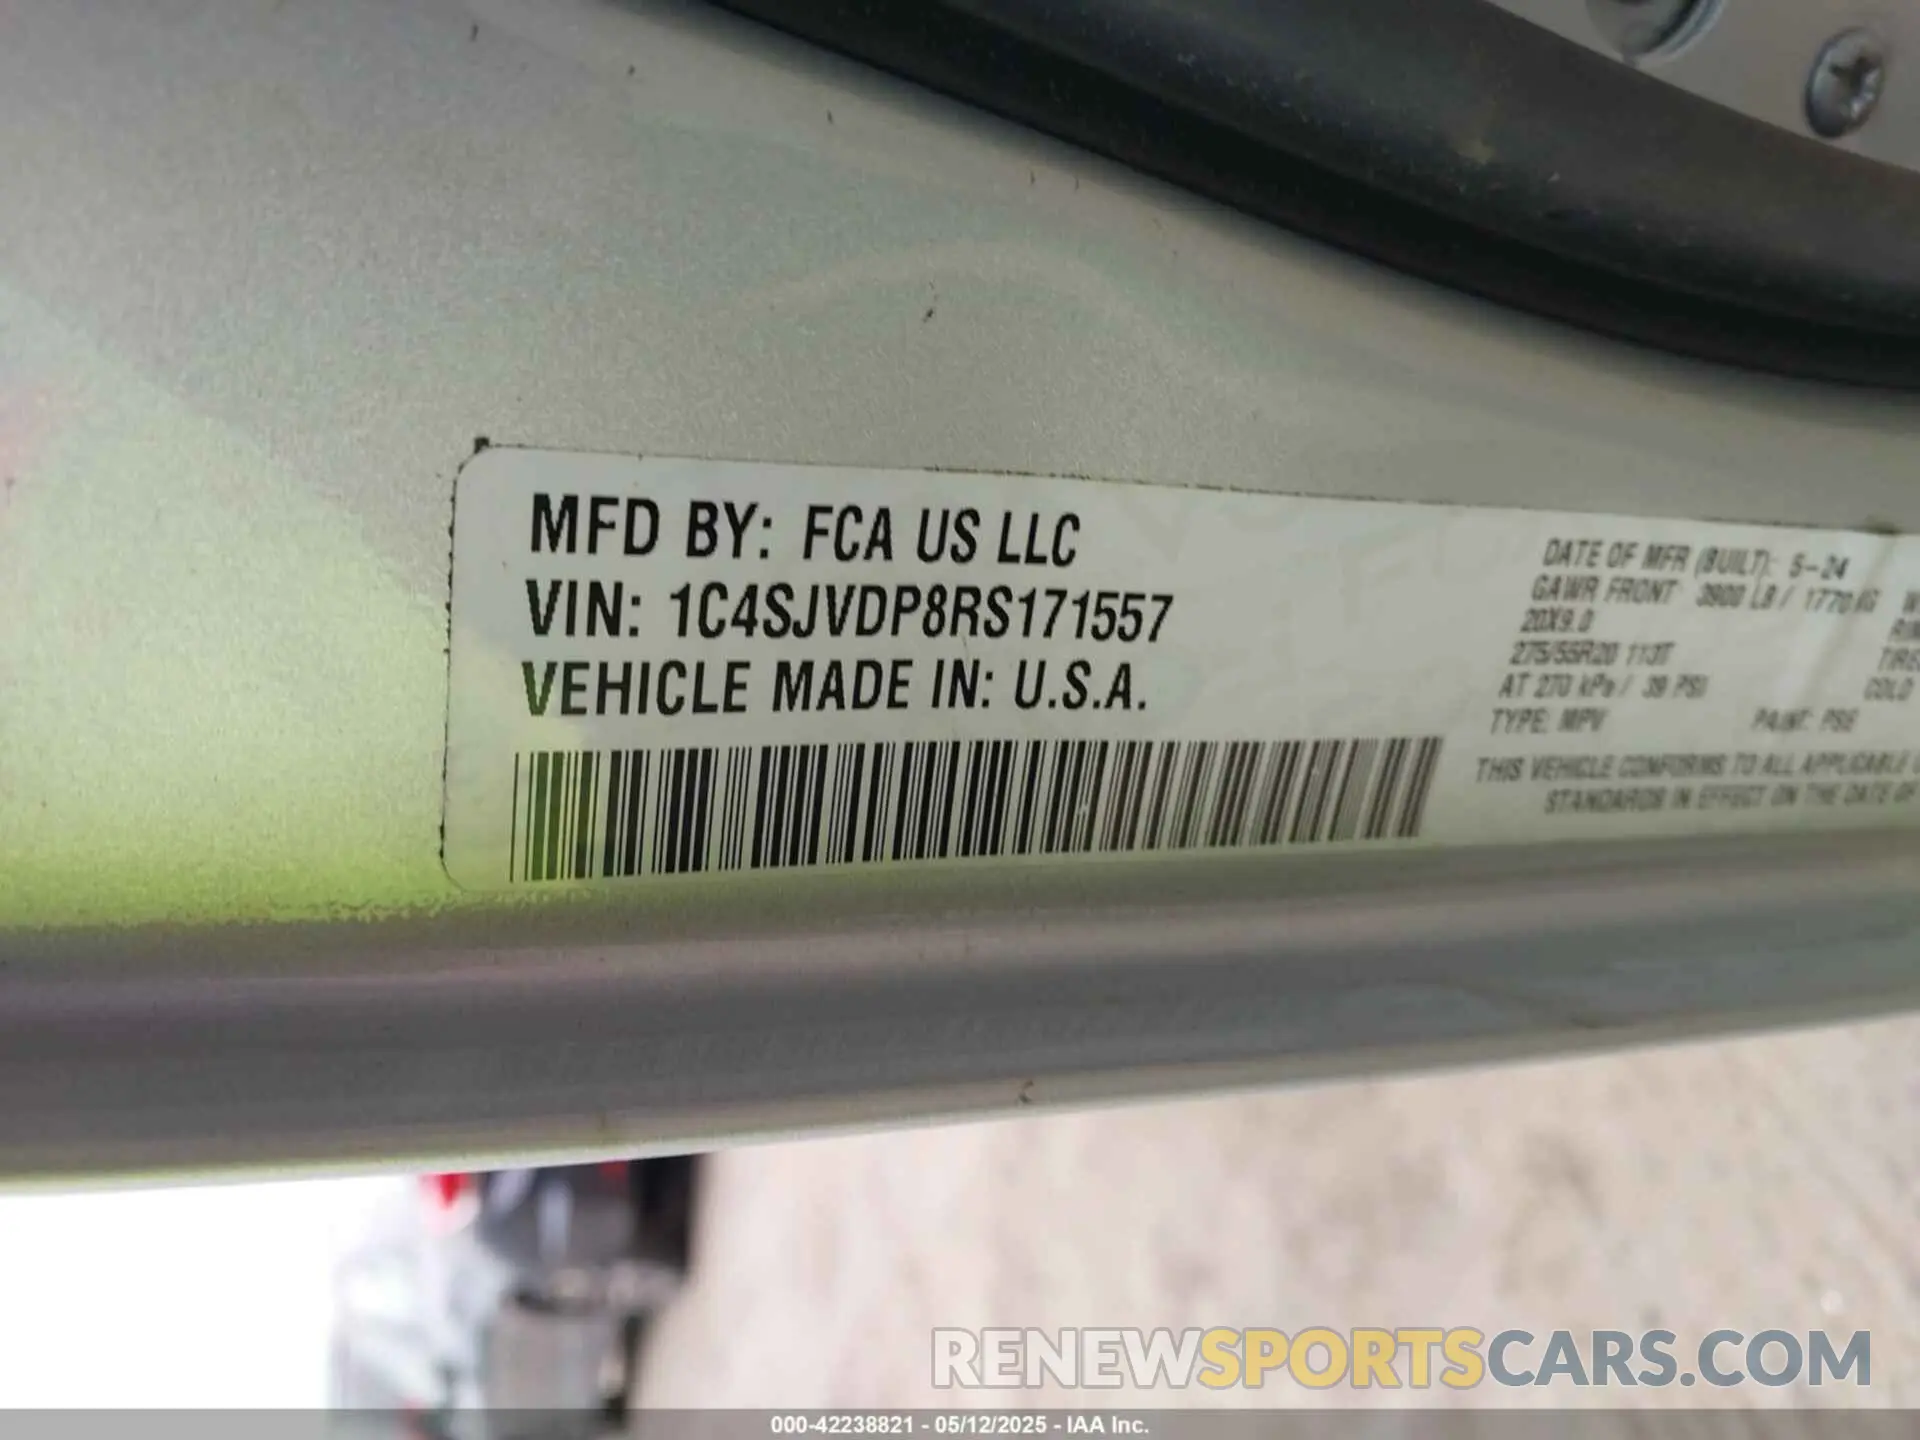 MFD BY: FCA US LLC
VIN: 1C4SJVDP8RS171557
VEHICLE MADE IN: U.S.A.
DATE OF MFR (BUILT): 5-24
GAWR FRONT 3900 LB / 1770 KG
20X9.0
275/55R20 113T
AT 270 kPa / 39 PSI
TYPE: MPV PAINT:
THIS VEHICLE CONFORMS TO ALL APPLICABLE
STANDARDS IN EFFECT ON THE DATE OF
COLD
RENEWSPORTSCARS.COM
000-42238821 - 05/12/2025 - IAA Inc.